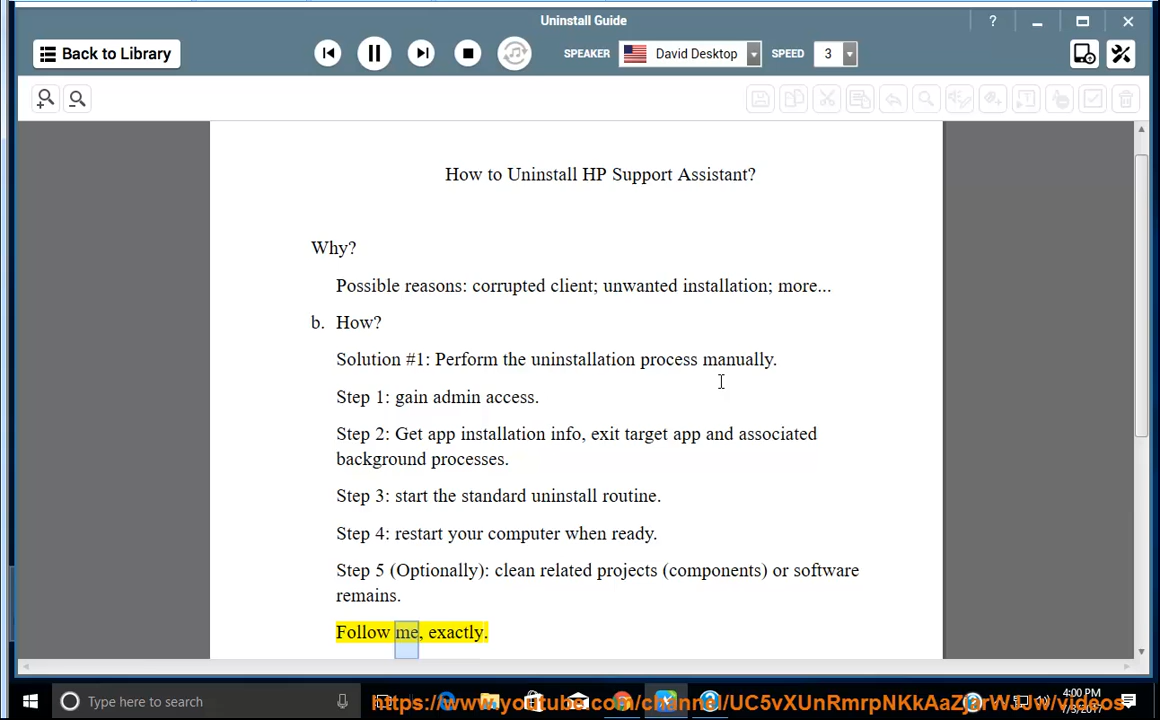 Uninstall Guide
?
Back to Library
SPEAKER
David Desktop
SPEED
3
How to Uninstall HP Support Assistant?
Why?
Possible reasons: corrupted client; unwanted installation; more...
b. How?
Solution #1: Perform the uninstallation process manually.
Step 1: gain admin access.
Step 2: Get app installation info, exit target app and associated
background processes.
Step 3: start the standard uninstall routine.
Step 4: restart your computer when ready.
Step 5 (Optionally): clean related projects (components) or software
remains.
Follow me, exactly.
Type here to search
4:00 PM
7/3/2017